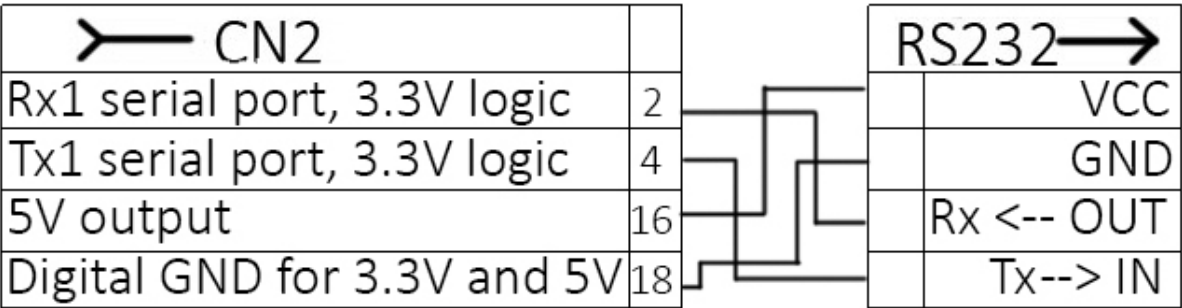 CN2
Rx1 serial port, 3.3V logic 2
Tx1 serial port, 3.3V logic 4
5V output 16
Digital GND for 3.3V and 5V 18
RS232
VCC
GND
Rx <-- OUT
Tx--> IN